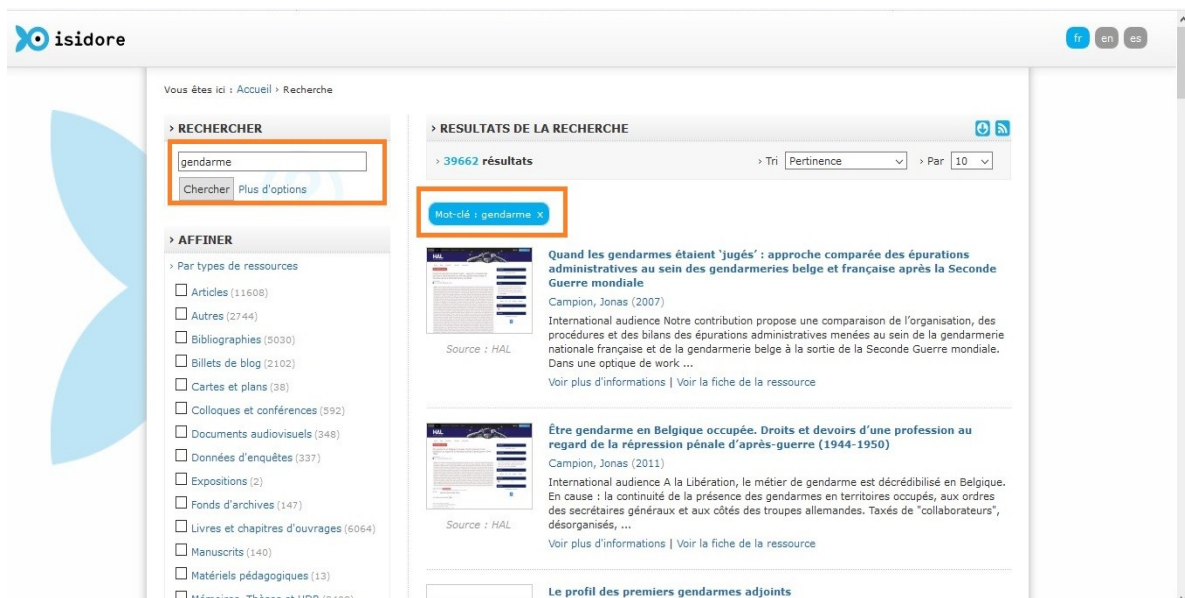 isidore
fr en es
Vous êtes ici : Accueil › Recherche
› RECHERCHER
gendarme
Chercher Plus d'options
› AFFINER
› Par types de ressources
Articles (11608)
Autres (2744)
Bibliographies (5030)
Billets de blog (2102)
Cartes et plans (38)
Colloques et conférences (592)
Documents audiovisuels (348)
Données d'enquêtes (337)
Expositions (2)
Fonds d'archives (147)
Livres et chapitres d'ouvrages (6064)
Manuscrits (140)
Matériels pédagogiques (13)
› RESULTATS DE LA RECHERCHE
› 39662 résultats › Tri Pertinence › Par 10
Mot-clé : gendarme x
Quand les gendarmes étaient ‘jugés’ : approche comparée des épurations
administratives au sein des gendarmeries belge et française après la Seconde
Guerre mondiale
Campion, Jonas (2007)
International audience Notre contribution propose une comparaison de l’organisation, des
procédures et des bilans des épurations administratives menées au sein de la gendarmerie
nationale française et de la gendarmerie belge à la sortie de la Seconde Guerre mondiale.
Dans une optique de work ...
Voir plus d'informations | Voir la fiche de la ressource
Source : HAL
Être gendarme en Belgique occupée. Droits et devoirs d’une profession au
regard de la répression pénale d’après-guerre (1944-1950)
Campion, Jonas (2011)
International audience A la Libération, le métier de gendarme est décrédibilisé en Belgique.
En cause : la continuité de la présence des gendarmes en territoires occupés, aux ordres
des secrétaires généraux et aux côtés des troupes allemandes. Taxés de "collaborateurs",
désorganisés, ...
Voir plus d'informations | Voir la fiche de la ressource
Source : HAL
Le profil des premiers gendarmes adjoints